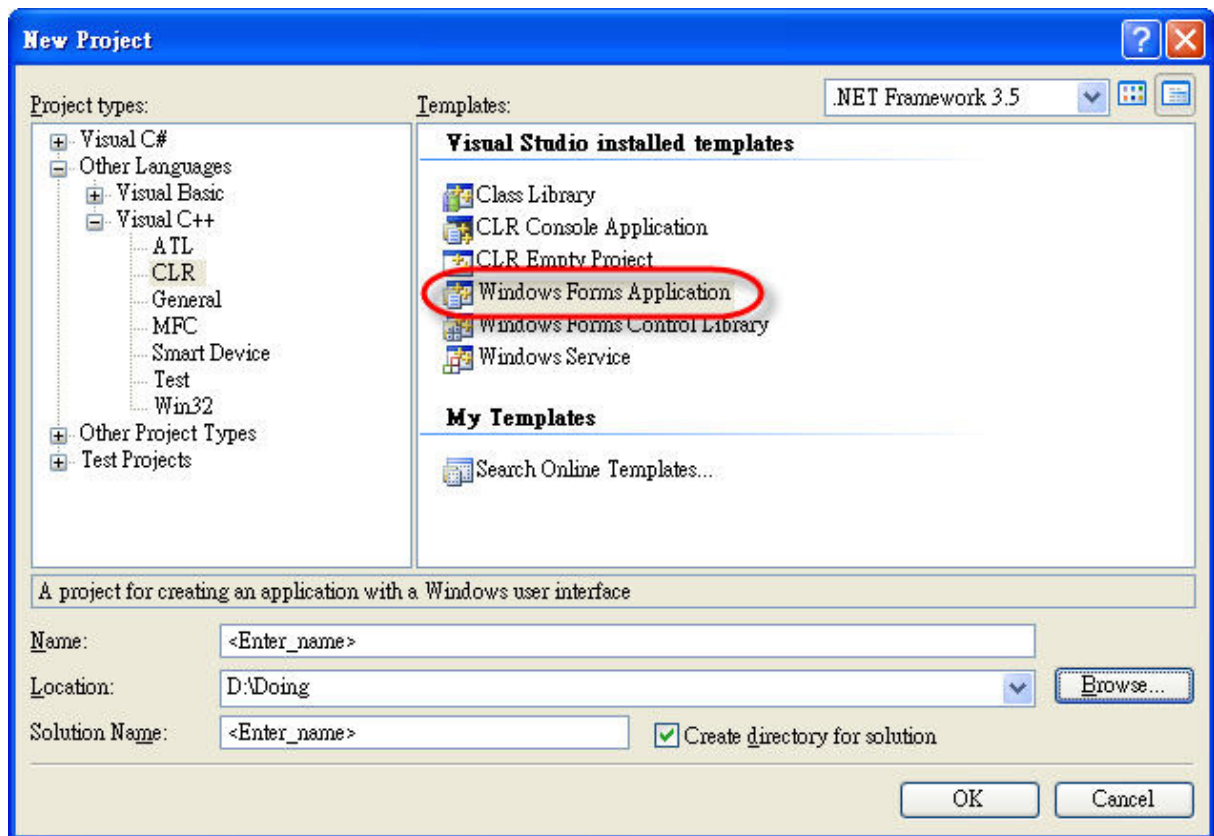 New Project
Project types:
Templates:
.NET Framework 3.5
Visual C#
Other Languages
Visual Basic
Visual C++
ATL
CLR
General
MFC
Smart Device
Test
Win32
Other Project Types
Test Projects
Visual Studio installed templates
Class Library
CLR Console Application
CLR Empty Project
Windows Forms Application
Windows Forms Control Library
Windows Service
My Templates
Search Online Templates...
A project for creating an application with a Windows user interface
Name:
<Enter_name>
Location:
D:\Doing
Browse...
Solution Name:
<Enter_name>
Create directory for solution
OK
Cancel